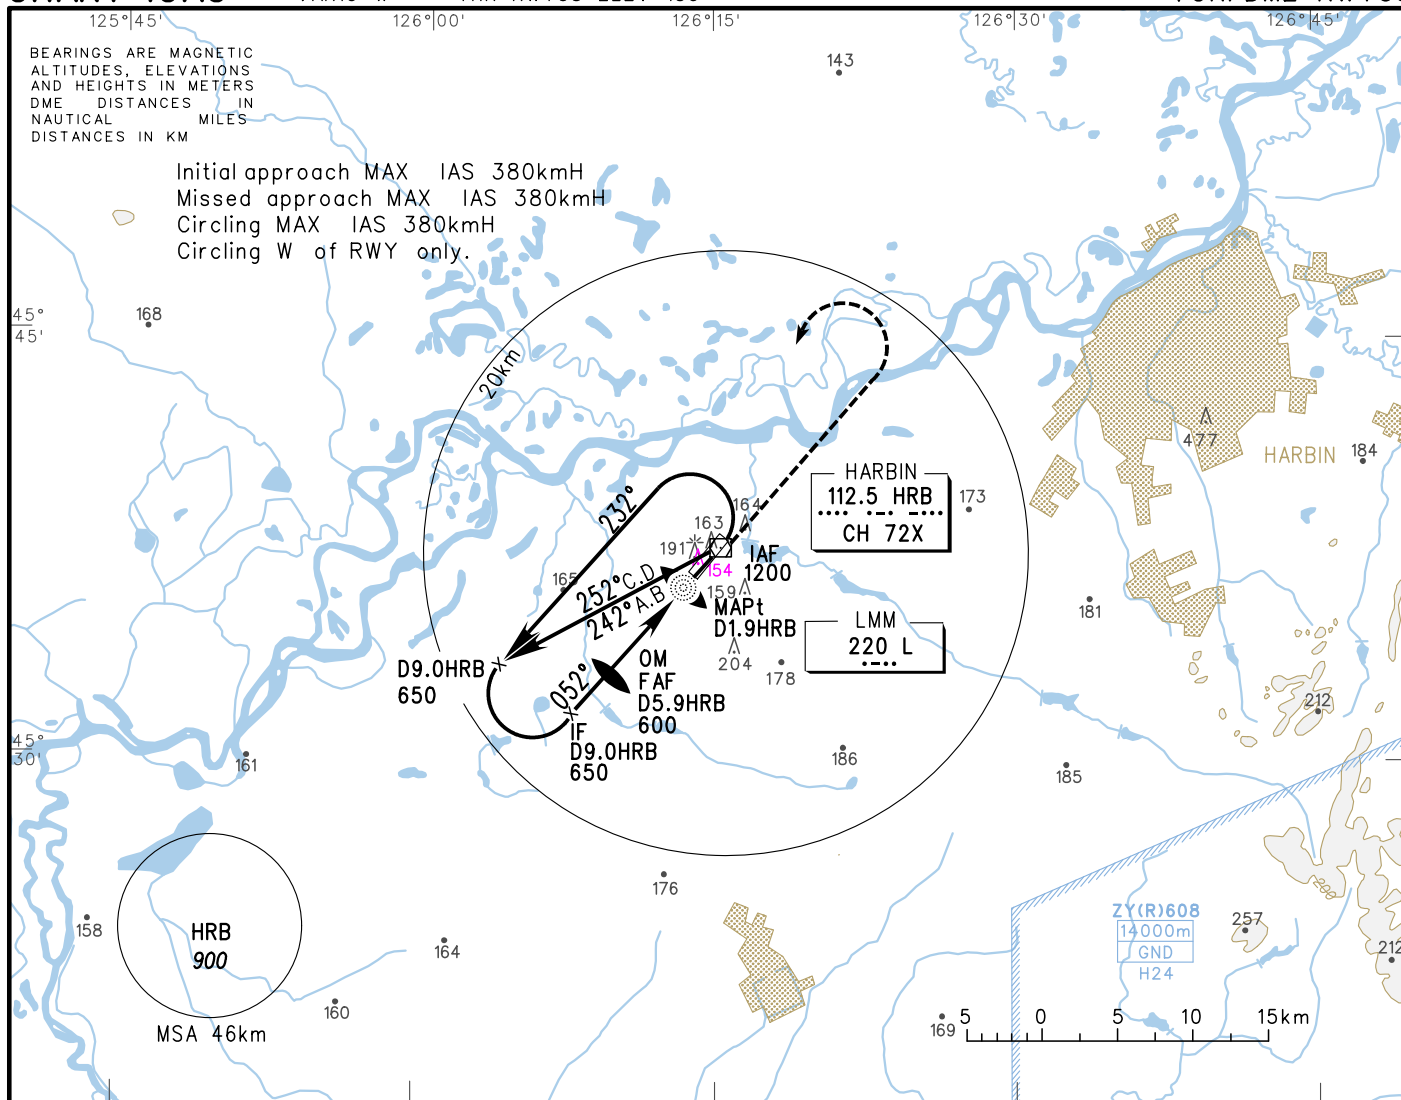 125°45'
126°00'
126°15'
126°30'
126°45'
BEARINGS ARE MAGNETIC
ALTITUDES, ELEVATIONS
AND HEIGHTS IN METERS
DME DISTANCES IN
NAUTICAL MILES
DISTANCES IN KM
143
Initial approach MAX IAS 380kmH
Missed approach MAX IAS 380kmH
Circling MAX IAS 380kmH
Circling W of RWY only.
45°
45'
168
20km
477
HARBIN
184
HARBIN
112.5 HRB
CH 72X
173
232°
164
163
191
154
IAF
1200
165
252° C.D
242° A.B
159
MAPt
D1.9HRB
181
LMM
220 L
204
178
D9.0HRB
650
052°
OM
FAF
D5.9HRB
600
IF
D9.0HRB
650
212
45°
30'
161
186
185
176
200
158
HRB
900
164
ZY(R)608
14000m
GND
H24
257
212
160
MSA 46km
169
5 0 5 10 15km